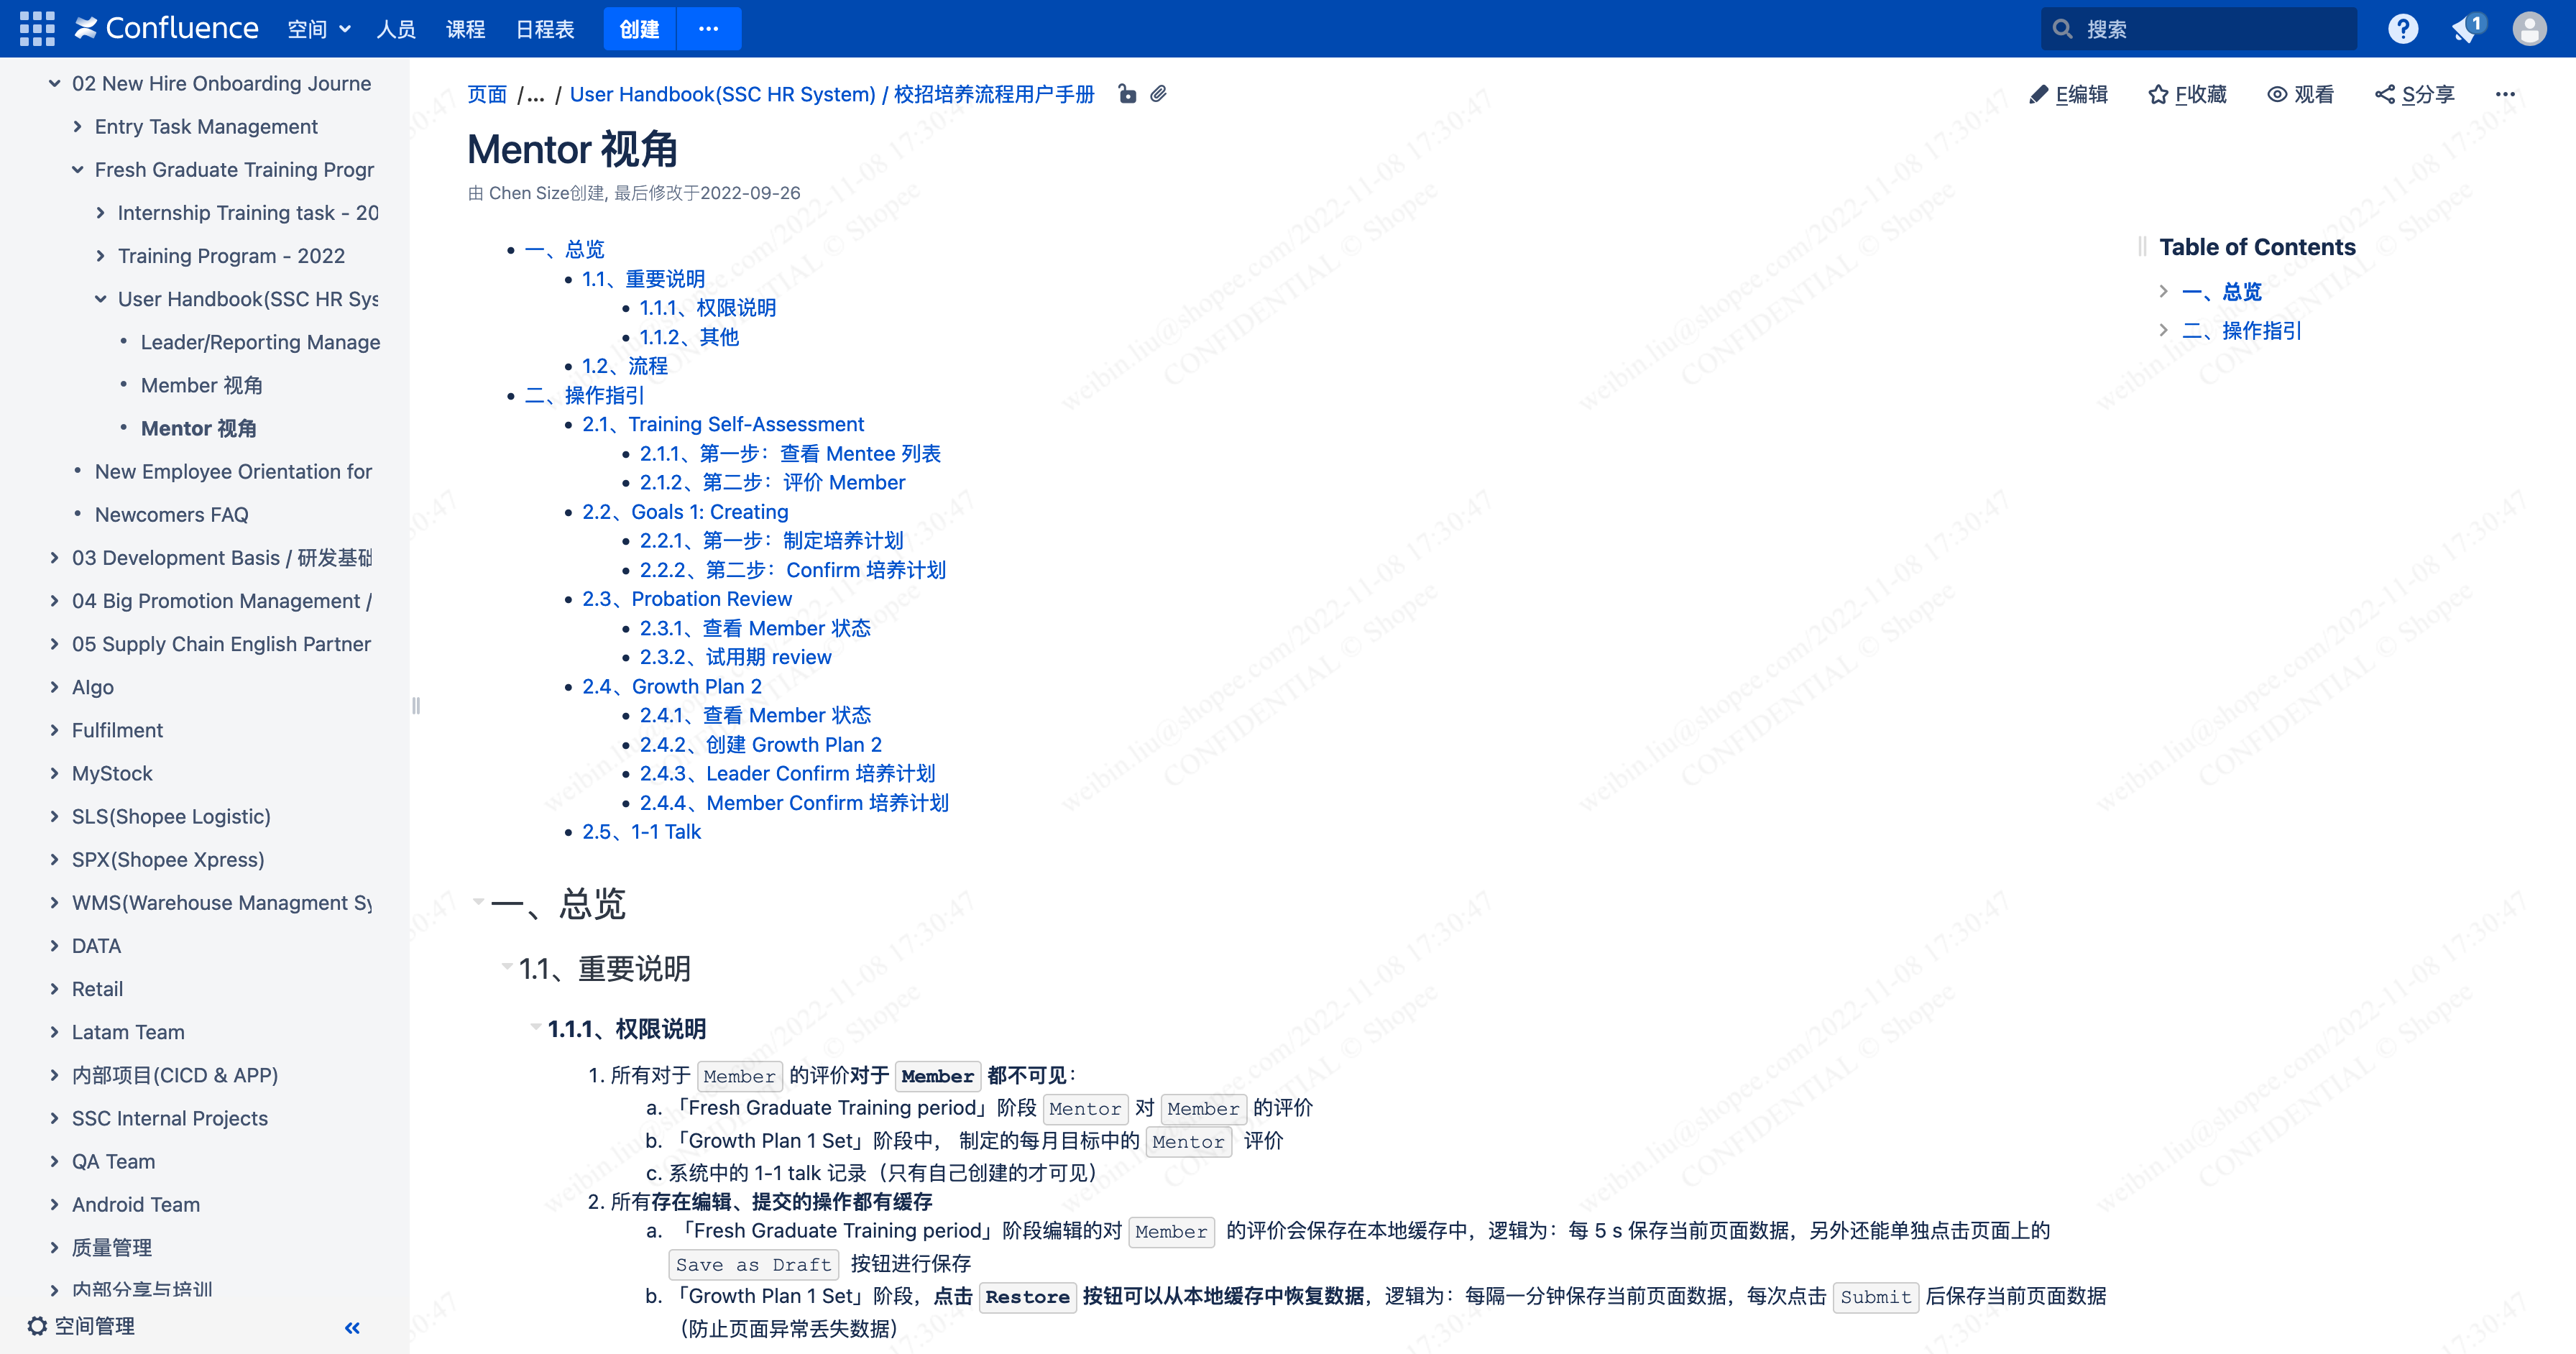 Confluence 空间 人员 课程 日程表 创建 ··· 搜索 1
02 New Hire Onboarding Journe
Entry Task Management
Fresh Graduate Training Progr
Internship Training task - 20
Training Program - 2022
User Handbook(SSC HR Sys
Leader/Reporting Manage
Member 视角
Mentor 视角
New Employee Orientation for
Newcomers FAQ
03 Development Basis / 研发基础
04 Big Promotion Management /
05 Supply Chain English Partner
Algo
Fulfilment
MyStock
SLS(Shopee Logistic)
SPX(Shopee Xpress)
WMS(Warehouse Managment Sy
DATA
Retail
Latam Team
内部项目(CICD & APP)
SSC Internal Projects
QA Team
Android Team
质量管理
内部分享与培训
空间管理
页面 /... / User Handbook(SSC HR System) / 校招培养流程用户手册
E编辑 F收藏 观看 S分享 ···
Mentor 视角
由 Chen Size创建, 最后修改于2022-09-26
一、总览
1.1、重要说明
1.1.1、权限说明
1.1.2、其他
1.2、流程
二、操作指引
2.1、Training Self-Assessment
2.1.1、第一步：查看 Mentee 列表
2.1.2、第二步：评价 Member
2.2、Goals 1: Creating
2.2.1、第一步：制定培养计划
2.2.2、第二步：Confirm 培养计划
2.3、Probation Review
2.3.1、查看 Member 状态
2.3.2、试用期 review
2.4、Growth Plan 2
2.4.1、查看 Member 状态
2.4.2、创建 Growth Plan 2
2.4.3、Leader Confirm 培养计划
2.4.4、Member Confirm 培养计划
2.5、1-1 Talk
Table of Contents
一、总览
二、操作指引
一、总览
1.1、重要说明
1.1.1、权限说明
1. 所有对于 Member 的评价对于 Member 都不可见：
a. 「Fresh Graduate Training period」阶段 Mentor 对 Member 的评价
b. 「Growth Plan 1 Set」阶段中， 制定的每月目标中的 Mentor 评价
c. 系统中的 1-1 talk 记录（只有自己创建的才可见）
2. 所有存在编辑、提交的操作都有缓存
a. 「Fresh Graduate Training period」阶段编辑的对 Member 的评价会保存在本地缓存中，逻辑为：每 5 s 保存当前页面数据，另外还能单独点击页面上的
Save as Draft 按钮进行保存
b. 「Growth Plan 1 Set」阶段，点击 Restore 按钮可以从本地缓存中恢复数据，逻辑为：每隔一分钟保存当前页面数据，每次点击 Submit 后保存当前页面数据
（防止页面异常丢失数据）
weibin.liu@shopee.com/2022-11-08 17:30:47
CONFIDENTIAL © Shopee